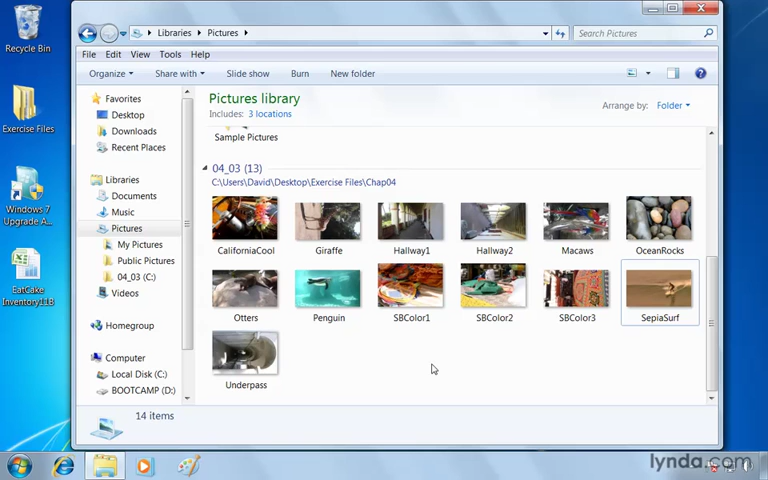 Recycle Bin
Exercise Files
Windows 7
Upgrade A...
EatCake
Inventory11B
Libraries
Pictures
Search Pictures
File Edit View Tools Help
Organize Share with Slide show Burn New folder
Favorites
Desktop
Downloads
Recent Places
Libraries
Documents
Music
Pictures
My Pictures
Public Pictures
04_03 (C:)
Videos
Homegroup
Computer
Local Disk (C:)
BOOTCAMP (D:)
Pictures library
Includes: 3 locations
Arrange by: Folder
Sample Pictures
04_03 (13)
C:\Users\David\Desktop\Exercise Files\Chap04
CaliforniaCool Giraffe Hallway1 Hallway2 Macaws OceanRocks
Otters Penguin SBColor1 SBColor2 SBColor3 SepiaSurf
Underpass
14 items
lynda.com